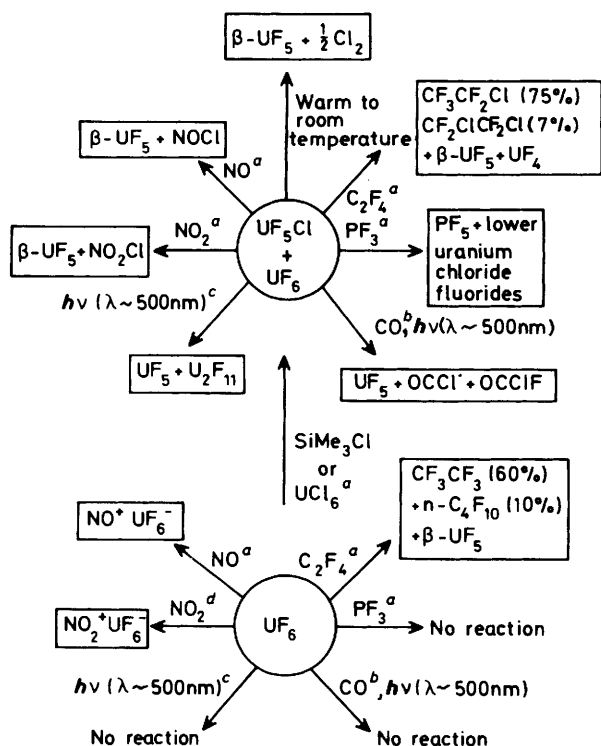 β-UF₅ + ½Cl₂
Warm to
room
temperature
CF₃CF₂Cl (75%)
CF₂ClCF₂Cl (7%)
+ β-UF₅ + UF₄
β-UF₅ + NOCl
NOᵃ
C₂F₄ᵃ
NO₂ᵃ
UF₅Cl
+
UF₆
PF₃ᵃ
β-UF₅ + NO₂Cl
PF₅ + lower
uranium
chloride
fluorides
hν (λ~500nm)ᶜ
CO,ᵇ hν(λ~500nm)
UF₅ + U₂F₁₁
UF₅ + OCCl· + OCClF
SiMe₃Cl
or
UCl₆ᵃ
CF₃CF₃ (60%)
+ n-C₄F₁₀ (10%)
+ β-UF₅
NO⁺ UF₆⁻
NOᵃ
C₂F₄ᵃ
NO₂⁺UF₆⁻
NO₂ᵈ
UF₆
PF₃ᵃ
No reaction
hν (λ~500nm)ᶜ
COᵇ, hν(λ~500nm)
No reaction
No reaction